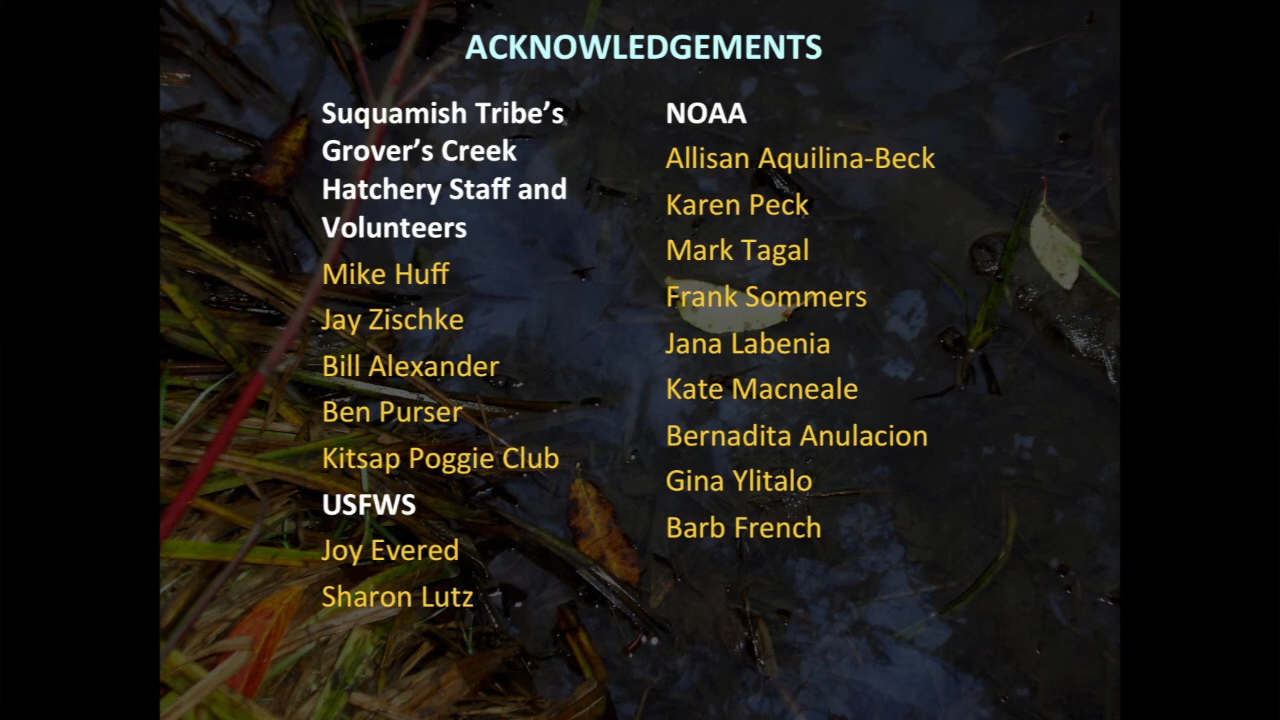 ACKNOWLEDGEMENTS
Suquamish Tribe’s
Grover’s Creek
Hatchery Staff and
Volunteers
Mike Huff
Jay Zischke
Bill Alexander
Ben Purser
Kitsap Poggie Club
USFWS
Joy Evered
Sharon Lutz
NOAA
Allisan Aquilina-Beck
Karen Peck
Mark Tagal
Frank Sommers
Jana Labenia
Kate Macneale
Bernadita Anulacion
Gina Ylitalo
Barb French